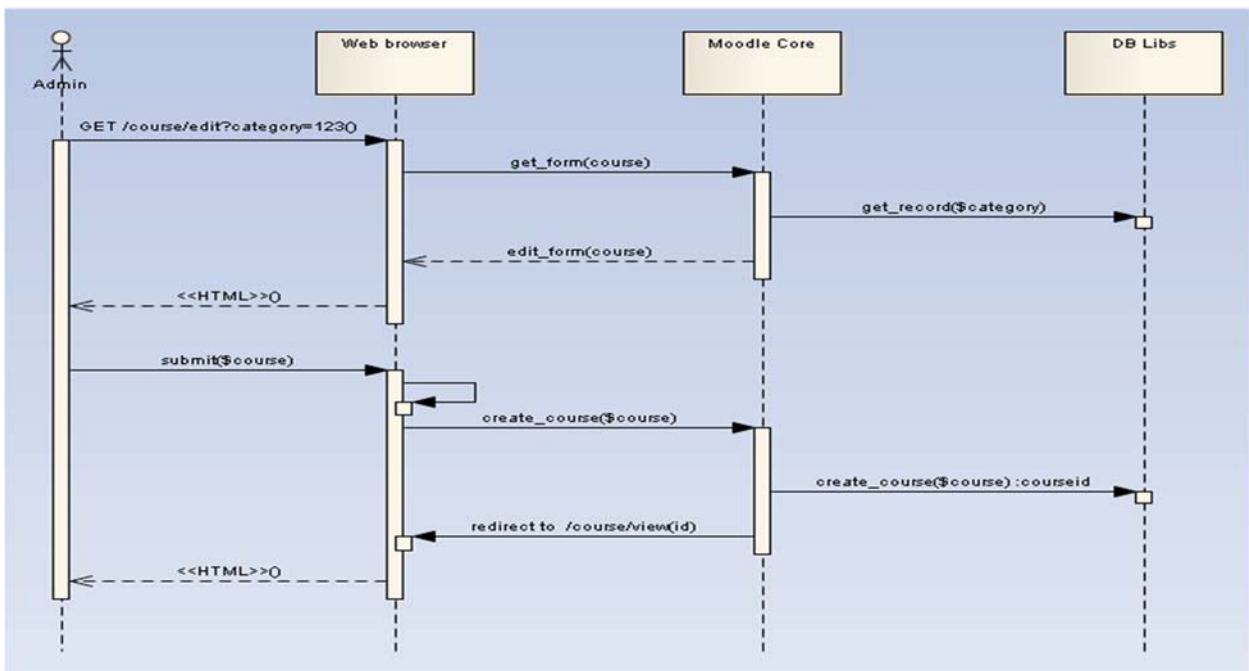 Web browser
Moodle Core
DB Libs
Admin
GET /course/edit?category=123()
get_form(course)
get_record($category)
edit_form(course)
<<HTML>>()
submit($course)
create_course($course)
create_course($course) :courseid
redirect to /course/view(id)
<<HTML>>()